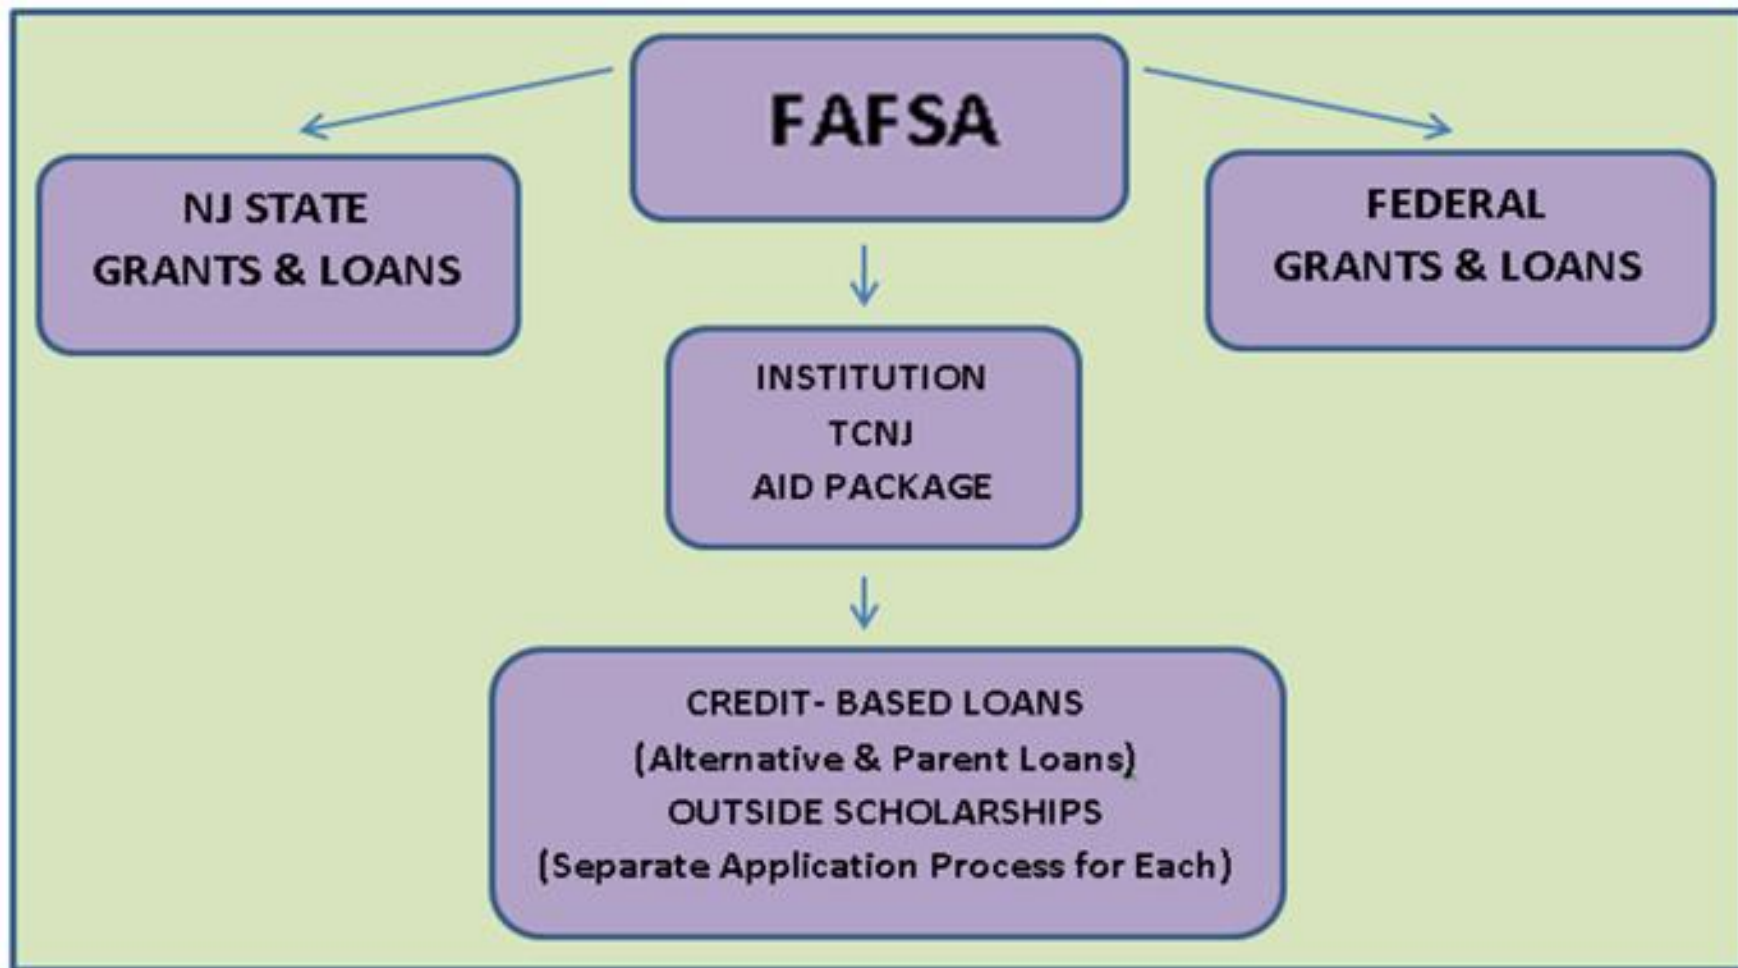 FAFSA
NJ STATE
GRANTS & LOANS
FEDERAL
GRANTS & LOANS
INSTITUTION
TCNJ
AID PACKAGE
CREDIT- BASED LOANS
(Alternative & Parent Loans)
OUTSIDE SCHOLARSHIPS
(Separate Application Process for Each)